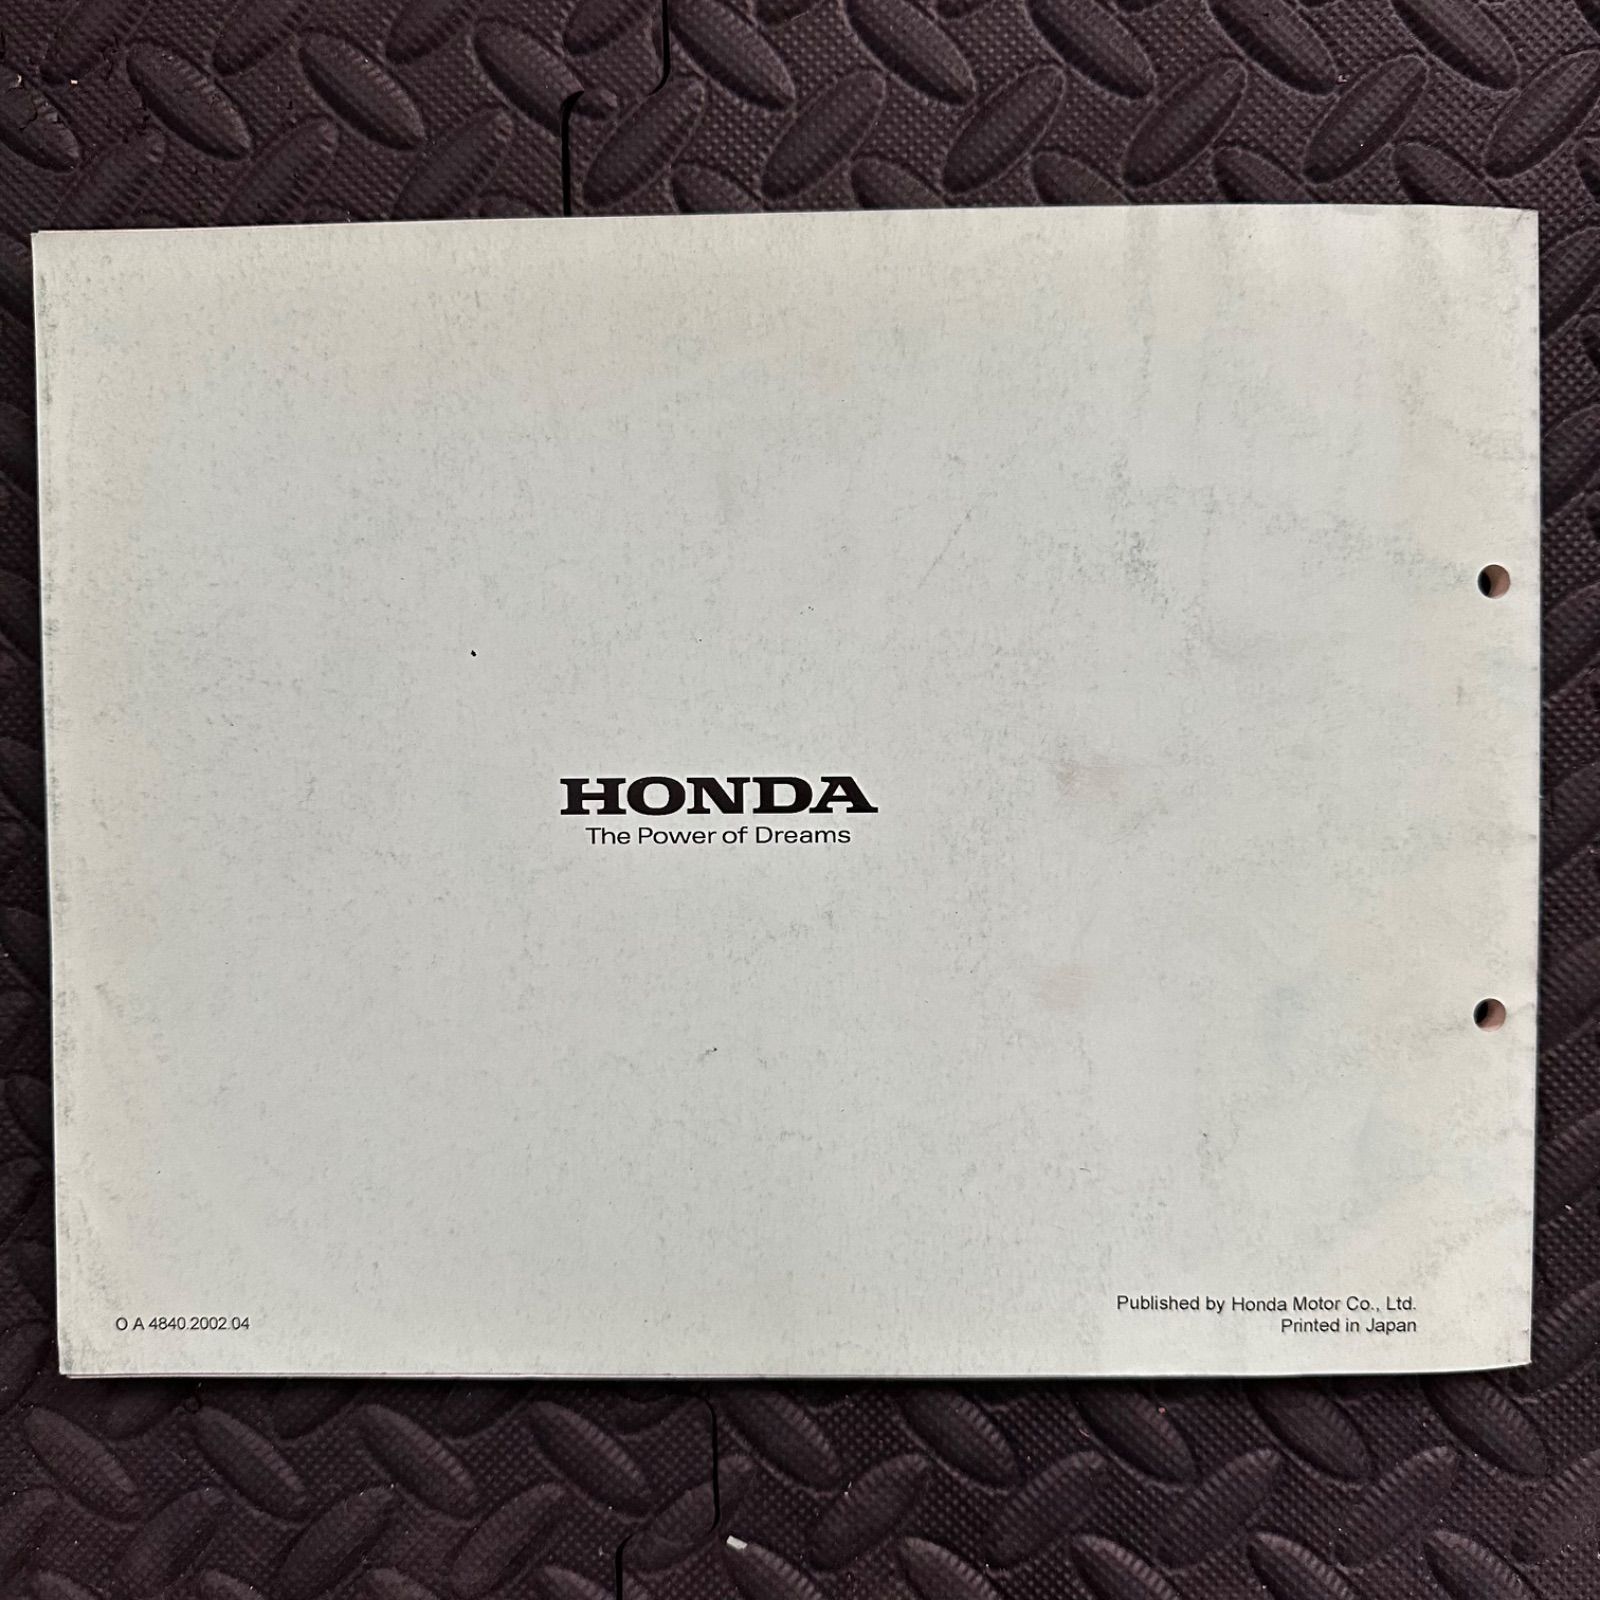 HONDA
The Power of Dreams
O A 4840.2002.04
Published by Honda Motor Co., Ltd.
Printed in Japan